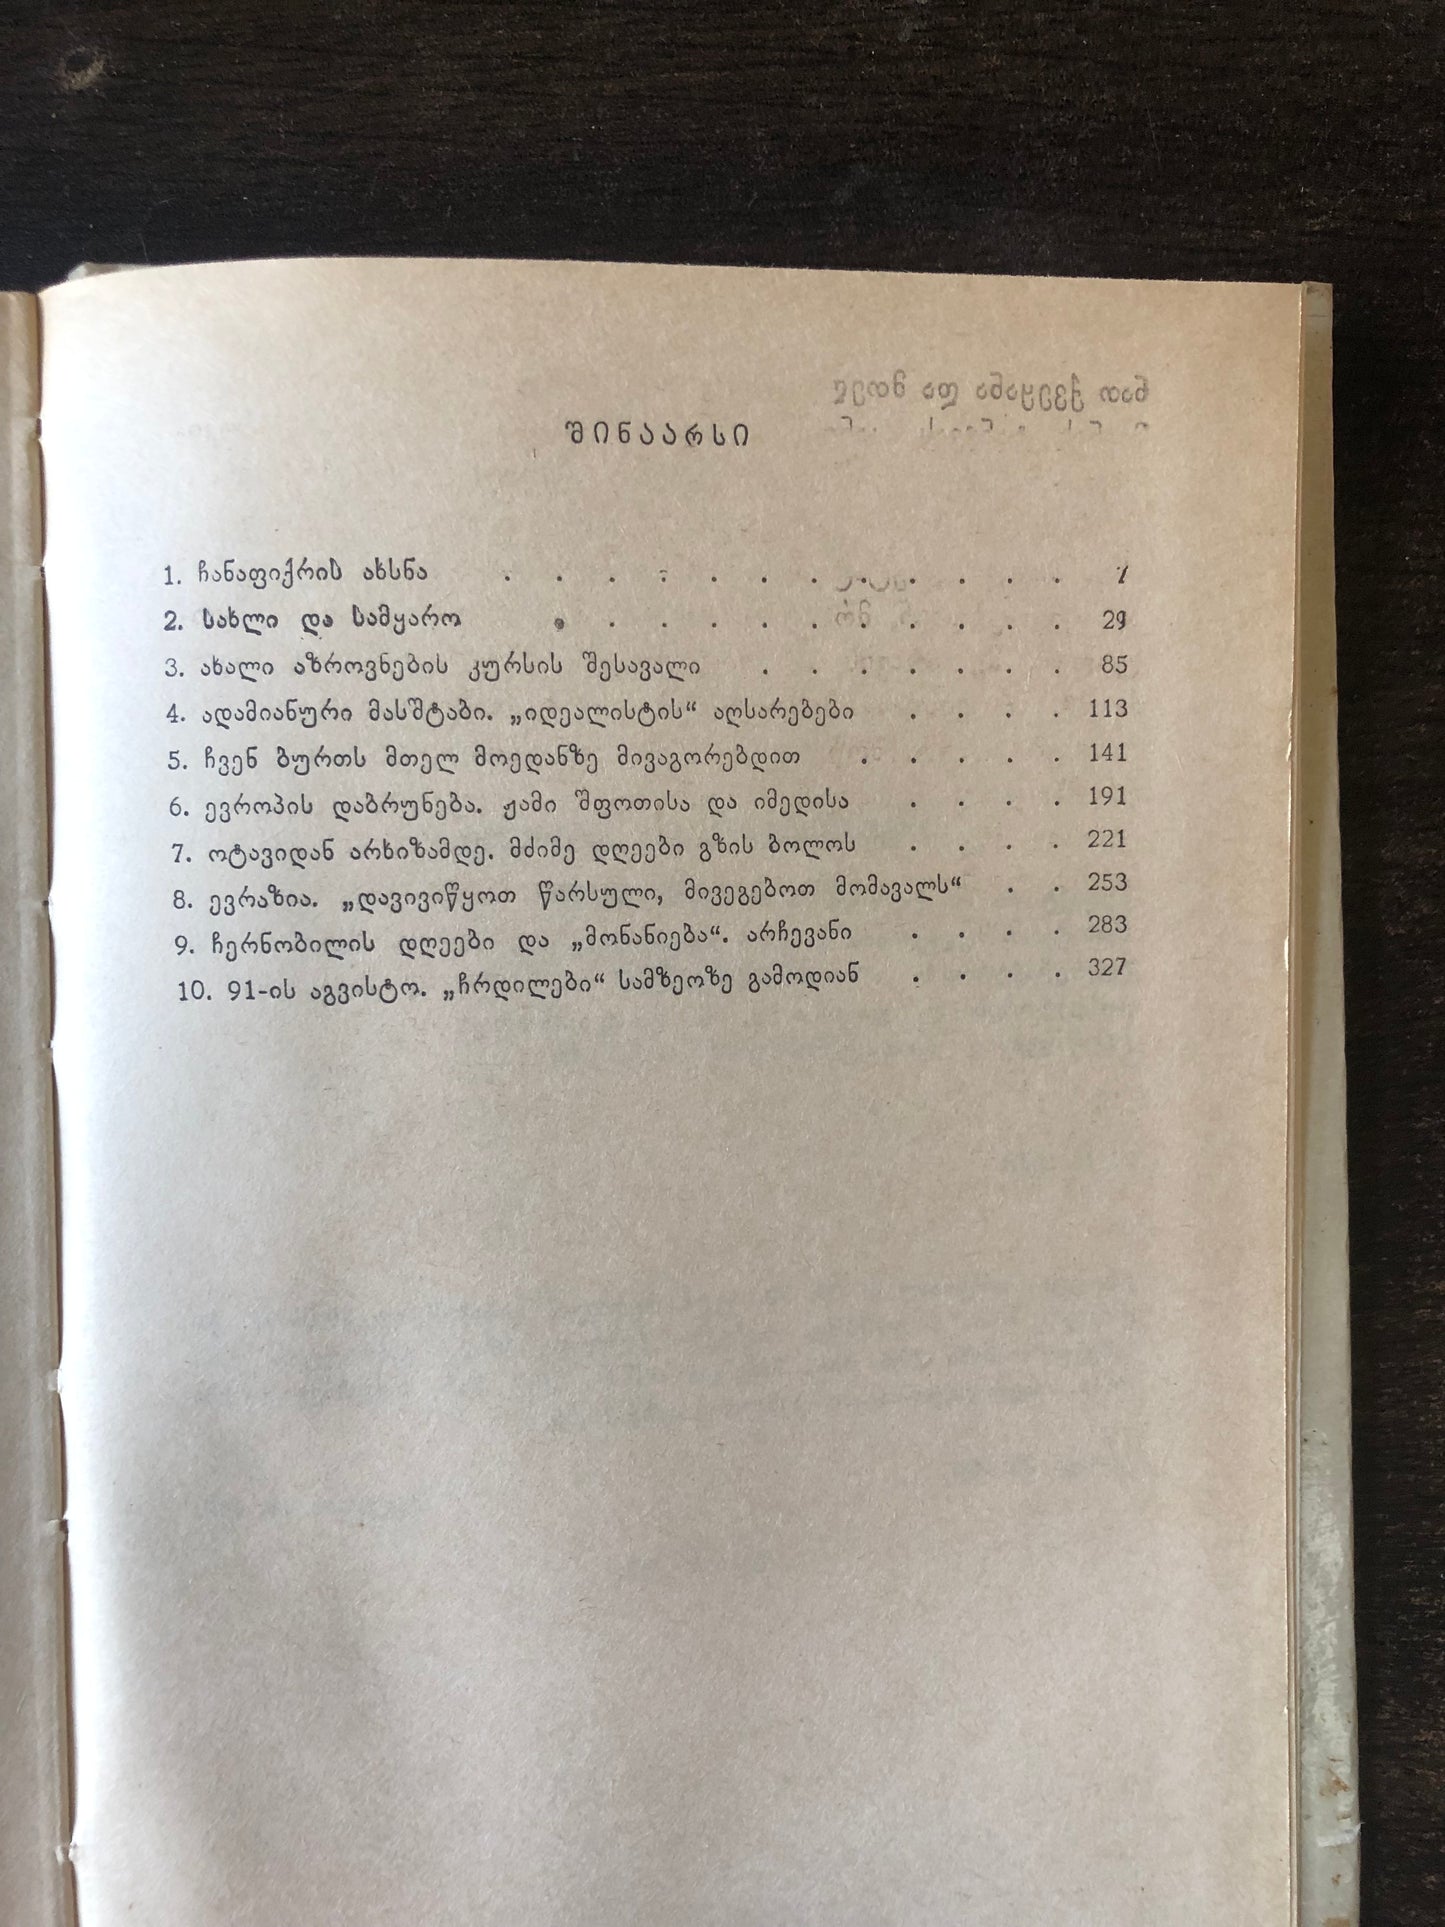 შინაარსი
1. ჩანაფიქრის ახსნა . . . . . . . . . . . . 7
2. სახლი და სამყარო . . . . . . . . . . . 29
3. ახალი აზროვნების კურსის შესავალი . . . . . . . 85
4. ადამიანური მასშტაბი. „იდეალისტის“ აღსარებები . . . . 113
5. ჩვენ ბურთს მთელ მოედანზე მივაგორებდით . . . . . 141
6. ევროპის დაბრუნება. ჟამი შფოთისა და იმედისა . . . . 191
7. ოტავიდან არხიზამდე. მძიმე დღეები გზის ბოლოს . . . . 221
8. ევრაზია. „დავივიწყოთ წარსული, მივეგებოთ მომავალს“ . . 253
9. ჩერნობილის დღეები და „მონანიება“. არჩევანი . . . . 283
10. 91-ის აგვისტო. „ჩრდილები“ სამზეოზე გამოდიან . . . . 327